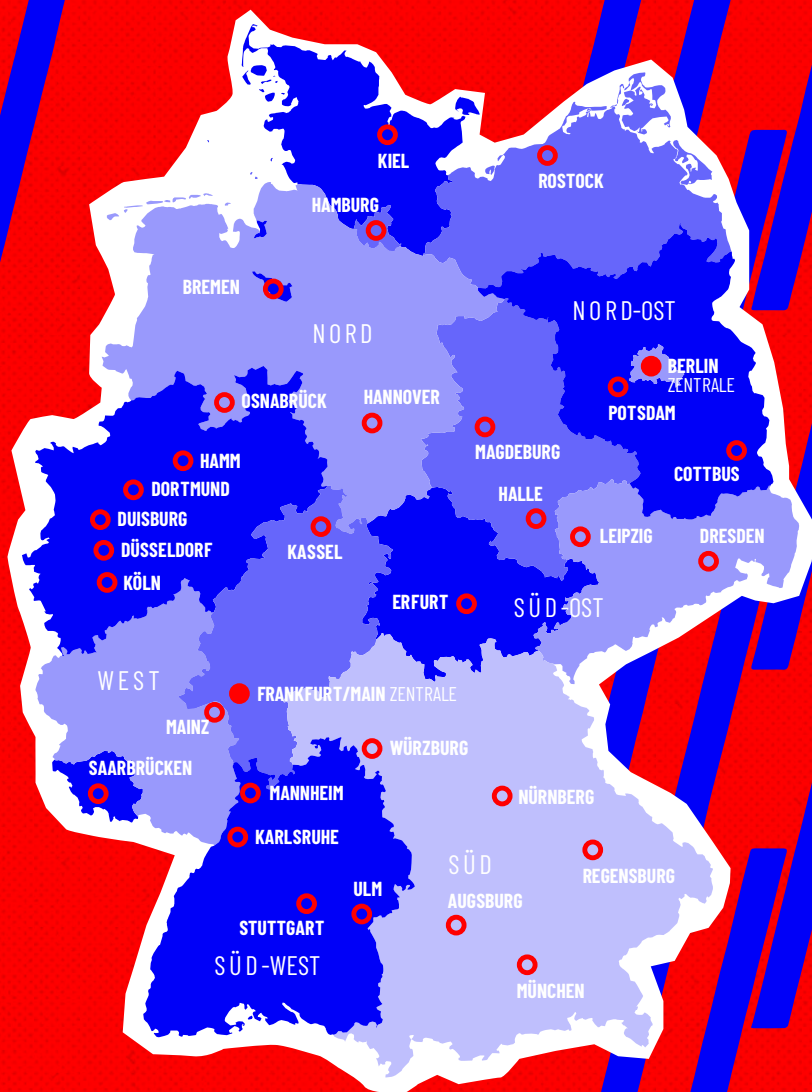 KIEL
ROSTOCK
HAMBURG
BREMEN
NORD-OST
NORD
BERLIN
ZENTRALE
OSNABRÜCK
HANNOVER
POTSDAM
MAGDEBURG
HAMM
COTTBUS
DORTMUND
HALLE
DUISBURG
LEIPZIG
DRESDEN
DÜSSELDORF
KASSEL
KÖLN
ERFURT
SÜD-OST
WEST
FRANKFURT/MAIN ZENTRALE
MAINZ
WÜRZBURG
SAARBRÜCKEN
MANNHEIM
NÜRNBERG
KARLSRUHE
SÜD
REGENSBURG
ULM
AUGSBURG
STUTTGART
SÜD-WEST
MÜNCHEN